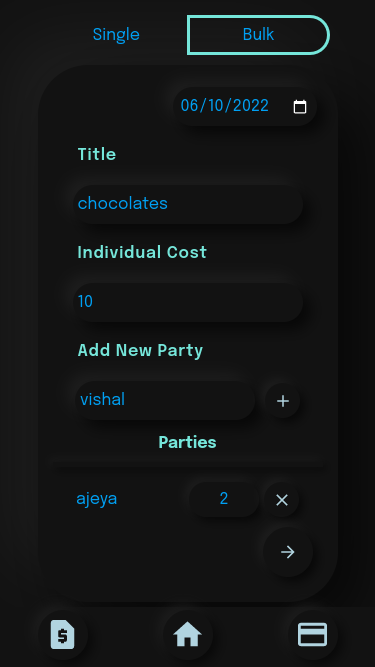 Single Bulk
06/10/2022
Title
chocolates
Individual Cost
10
Add New Party
vishal
Parties
ajeya 2